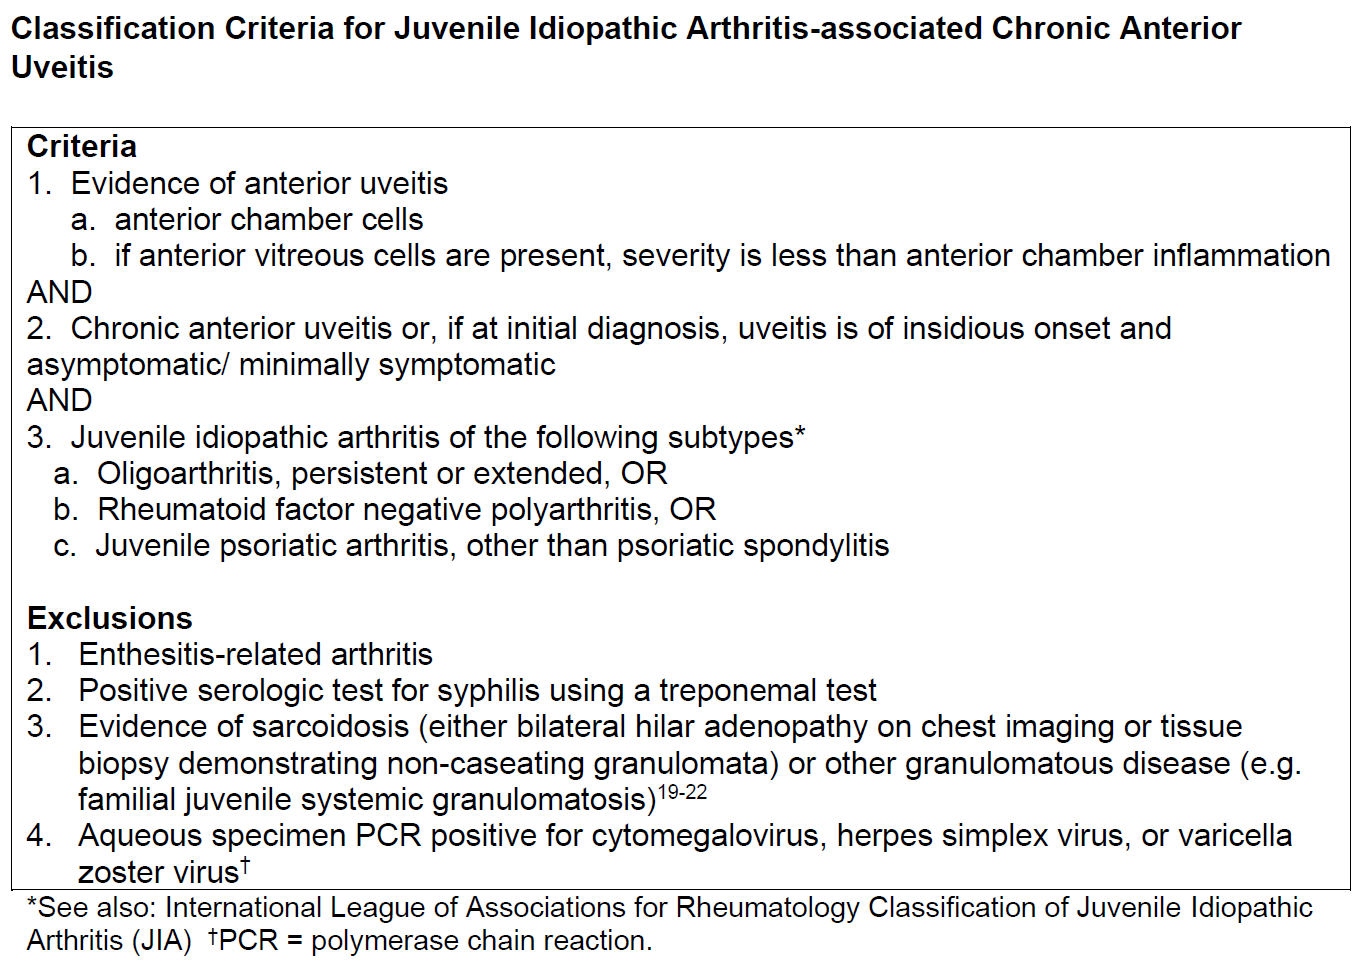 Classification Criteria for Juvenile Idiopathic Arthritis-associated Chronic Anterior
Uveitis
Criteria
1. Evidence of anterior uveitis
a. anterior chamber cells
b. if anterior vitreous cells are present, severity is less than anterior chamber inflammation
AND
2. Chronic anterior uveitis or, if at initial diagnosis, uveitis is of insidious onset and
asymptomatic/ minimally symptomatic
AND
3. Juvenile idiopathic arthritis of the following subtypes*
a. Oligoarthritis, persistent or extended, OR
b. Rheumatoid factor negative polyarthritis, OR
c. Juvenile psoriatic arthritis, other than psoriatic spondylitis
Exclusions
1. Enthesitis-related arthritis
2. Positive serologic test for syphilis using a treponemal test
3. Evidence of sarcoidosis (either bilateral hilar adenopathy on chest imaging or tissue
biopsy demonstrating non-caseating granulomata) or other granulomatous disease (e.g.
familial juvenile systemic granulomatosis)19-22
4. Aqueous specimen PCR positive for cytomegalovirus, herpes simplex virus, or varicella
zoster virus†
*See also: International League of Associations for Rheumatology Classification of Juvenile Idiopathic
Arthritis (JIA) †PCR = polymerase chain reaction.